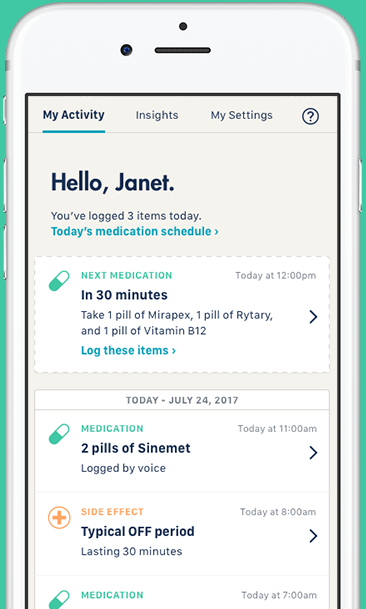 My Activity Insights My Settings ?
Hello, Janet.
You've logged 3 items today.
Today's medication schedule ›
NEXT MEDICATION Today at 12:00pm
In 30 minutes
Take 1 pill of Mirapex, 1 pill of Rytary,
and 1 pill of Vitamin B12
Log these items ›
TODAY - JULY 24, 2017
MEDICATION Today at 11:00am
2 pills of Sinemet
Logged by voice
SIDE EFFECT Today at 8:00am
Typical OFF period
Lasting 30 minutes
MEDICATION Today at 7:00am